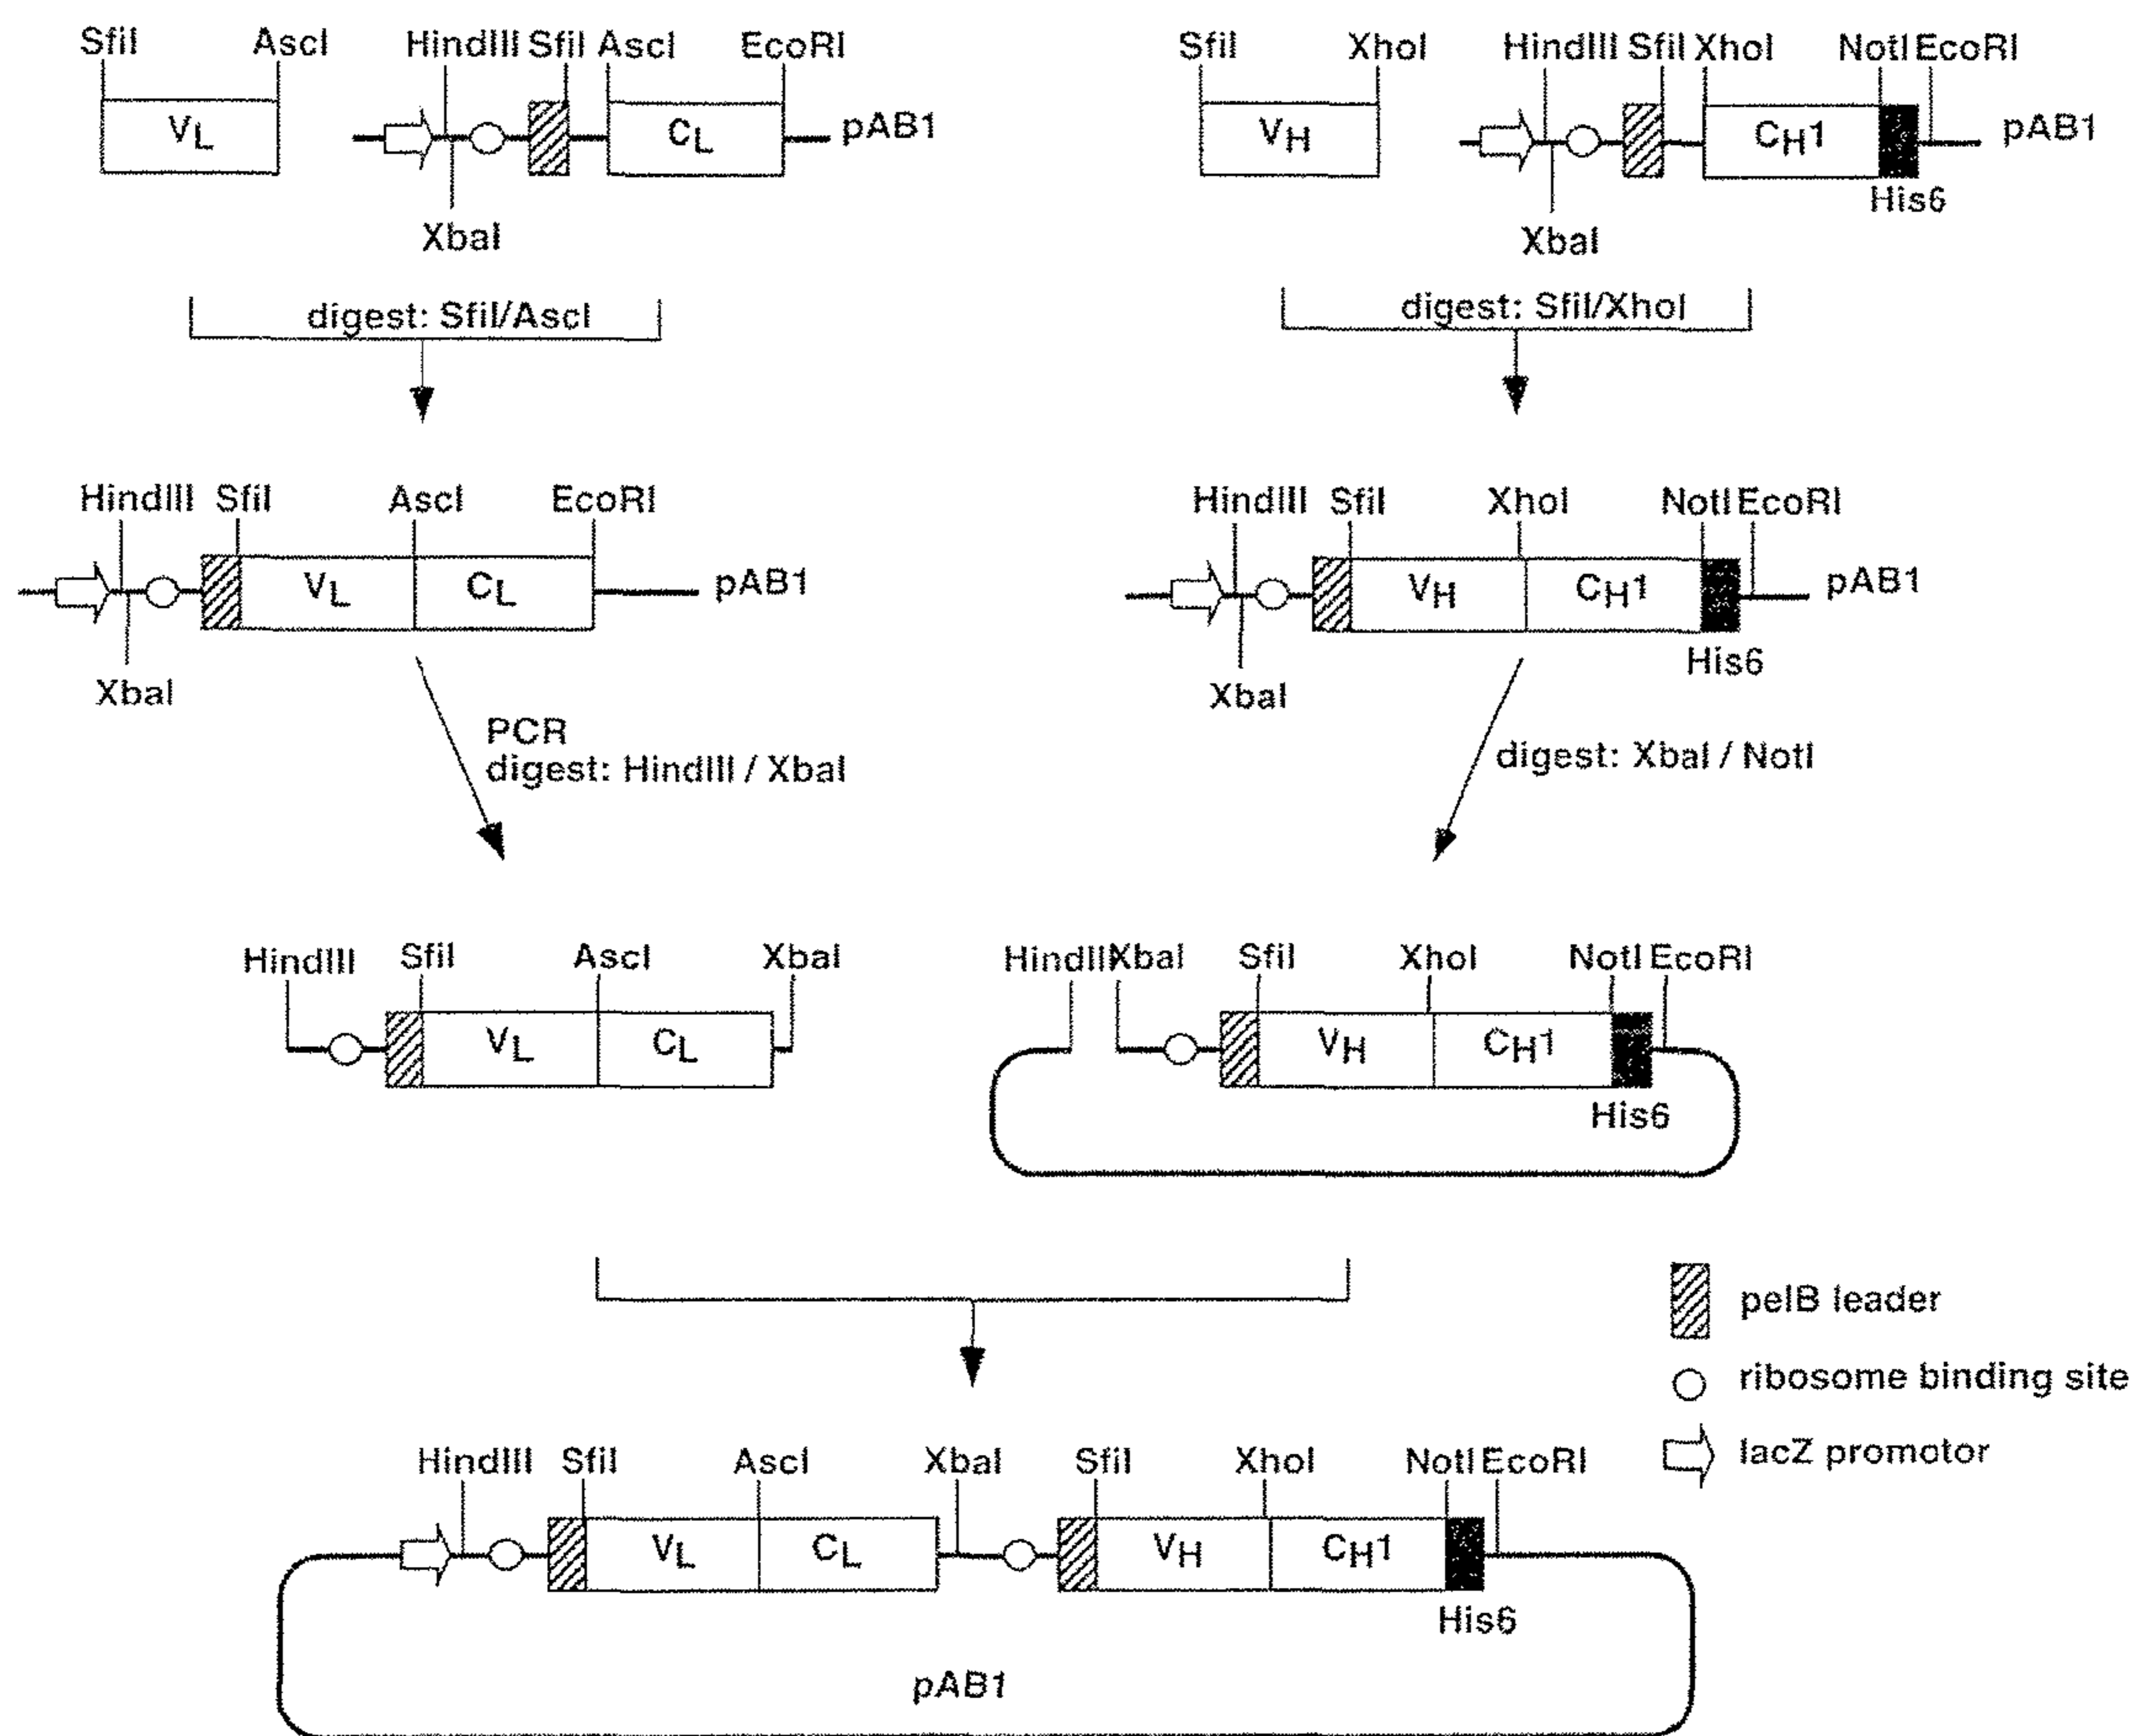 SfiI AscI HindIII SfiI AscI EcoRI
VL CL pAB1
XbaI
digest: SfiI/AscI
SfiI XhoI HindIII SfiI XhoI NotI EcoRI
VH CH1 pAB1
His6
XbaI
digest: SfiI/XhoI
HindIII SfiI AscI EcoRI
VL CL pAB1
XbaI
PCR
digest: HindIII / XbaI
HindIII SfiI XhoI NotI EcoRI
VH CH1 pAB1
His6
XbaI
digest: XbaI / NotI
HindIII SfiI AscI XbaI
VL CL
HindIII XbaI SfiI XhoI NotI EcoRI
VH CH1
His6
pelB leader
ribosome binding site
lacZ promotor
HindIII SfiI AscI XbaI SfiI XhoI NotI EcoRI
VL CL VH CH1
His6
pAB1